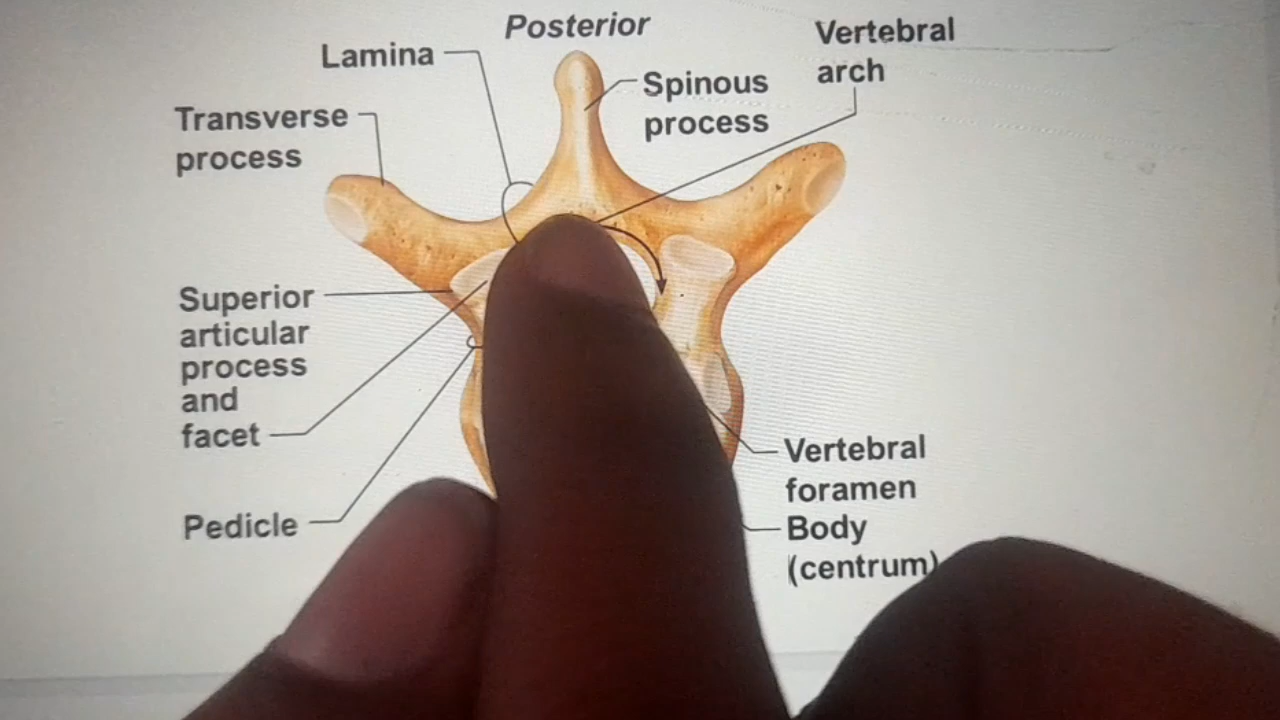 Posterior
Lamina
Vertebral
arch
Spinous
process
Transverse
process
Superior
articular
process
and
facet
Pedicle
Vertebral
foramen
Body
(centrum)